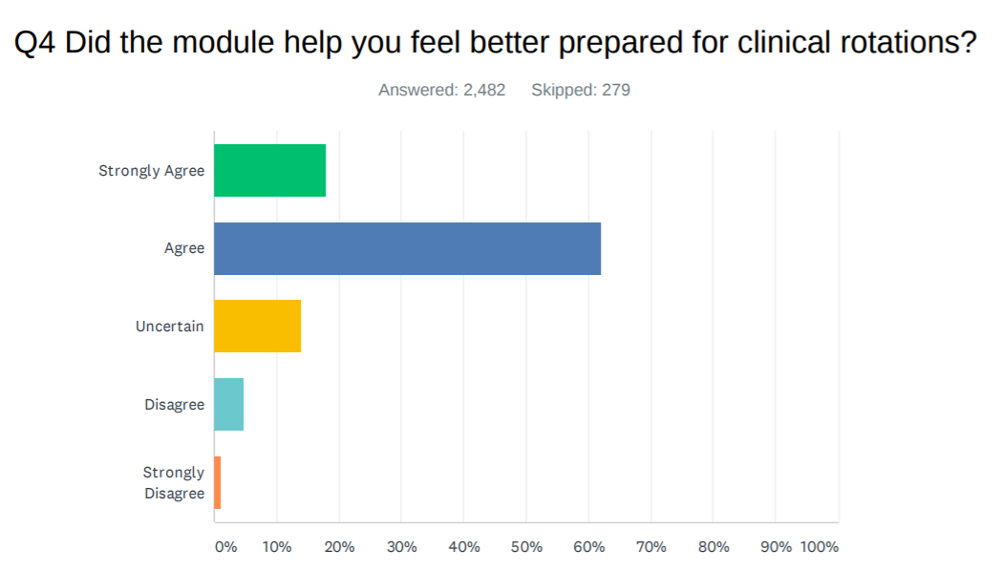 Q4 Did the module help you feel better prepared for clinical rotations?
Answered: 2,482 Skipped: 279
Strongly Agree
Agree
Uncertain
Disagree
Strongly
Disagree
0% 10% 20% 30% 40% 50% 60% 70% 80% 90% 100%